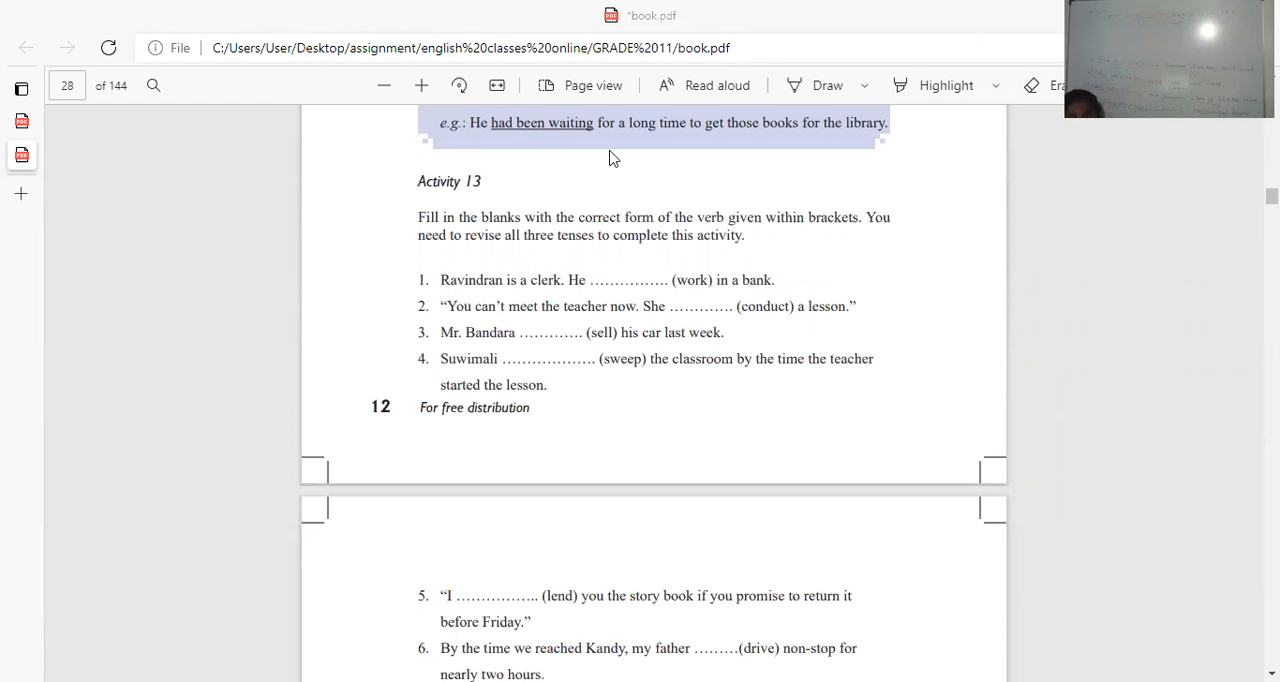 *book.pdf
File | C:/Users/User/Desktop/assignment/english%20classes%20online/GRADE%2011/book.pdf
28 of 144 Page view Read aloud Draw Highlight
e.g.: He had been waiting for a long time to get those books for the library.
Activity 13
Fill in the blanks with the correct form of the verb given within brackets. You
need to revise all three tenses to complete this activity.
1. Ravindran is a clerk. He ……………. (work) in a bank.
2. “You can’t meet the teacher now. She …………. (conduct) a lesson.”
3. Mr. Bandara …………. (sell) his car last week.
4. Suwimali ………………. (sweep) the classroom by the time the teacher
started the lesson.
12 For free distribution
5. “I …………….. (lend) you the story book if you promise to return it
before Friday.”
6. By the time we reached Kandy, my father ………(drive) non-stop for
nearly two hours.